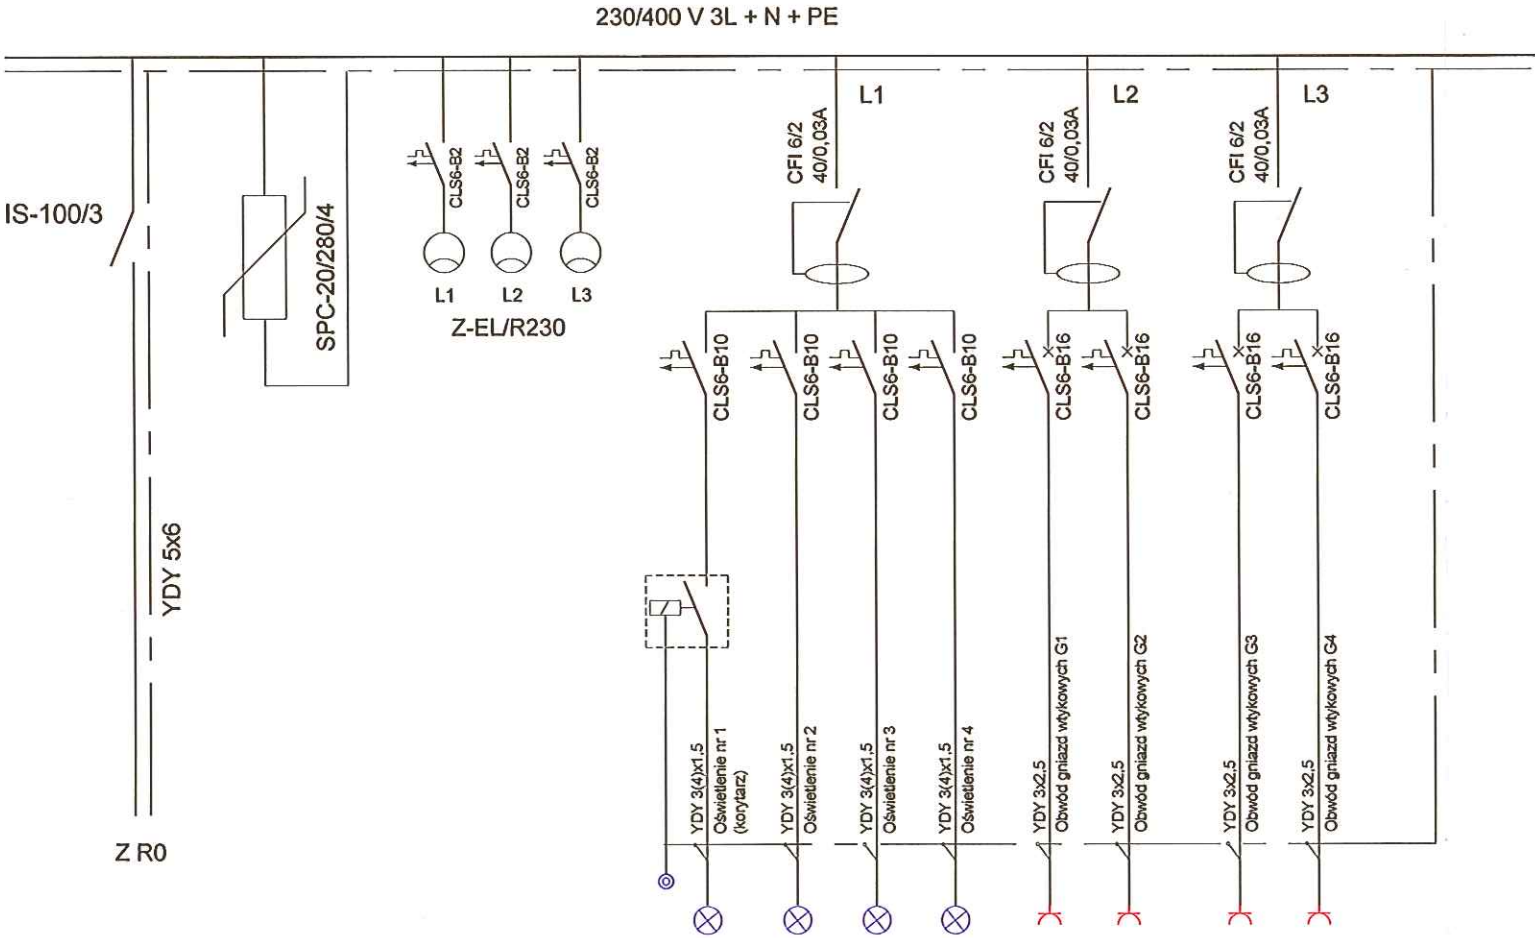 230/400 V 3L + N + PE
IS-100/3
YDY 5x6
Z R0
SPC-20/280/4
CLS6-B2
CLS6-B2
CLS6-B2
L1
L2
L3
Z-EL/R230
L1
CFI 6/2
40/0,03A
L2
CFI 6/2
40/0,03A
L3
CFI 6/2
40/0,03A
CLS6-B10
CLS6-B10
CLS6-B10
CLS6-B10
CLS6-B16
CLS6-B16
CLS6-B16
CLS6-B16
YDY 3(4)x1,5
Oświetlenie nr 1
(korytarz)
YDY 3(4)x1,5
Oświetlenie nr 2
YDY 3(4)x1,5
Oświetlenie nr 3
YDY 3(4)x1,5
Oświetlenie nr 4
YDY 3x2,5
Obwód gniazd wtykowych G1
YDY 3x2,5
Obwód gniazd wtykowych G2
YDY 3x2,5
Obwód gniazd wtykowych G3
YDY 3x2,5
Obwód gniazd wtykowych G4